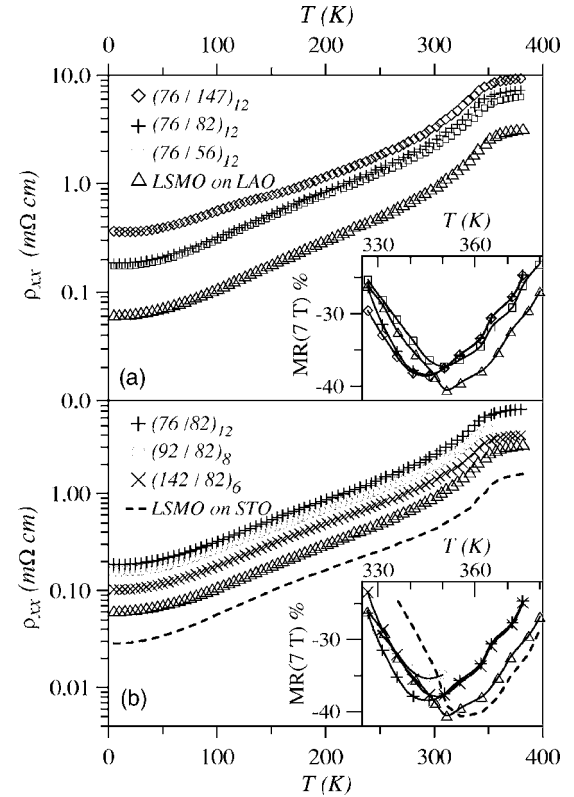 T (K)
0 100 200 300 400
10.0
1.0
0.1
0.0
ρxx (mΩ cm)
(76 / 147)12
(76 / 82)12
(76 / 56)12
LSMO on LAO
(a)
T (K)
330 360
-30
-40
MR(7 T) %
1.00
0.10
0.01
ρxx (mΩ cm)
(76 / 82)12
(92 / 82)8
(142 / 82)6
LSMO on STO
(b)
T (K)
330 360
-30
-40
MR(7 T) %
0 100 200 300 400
T (K)